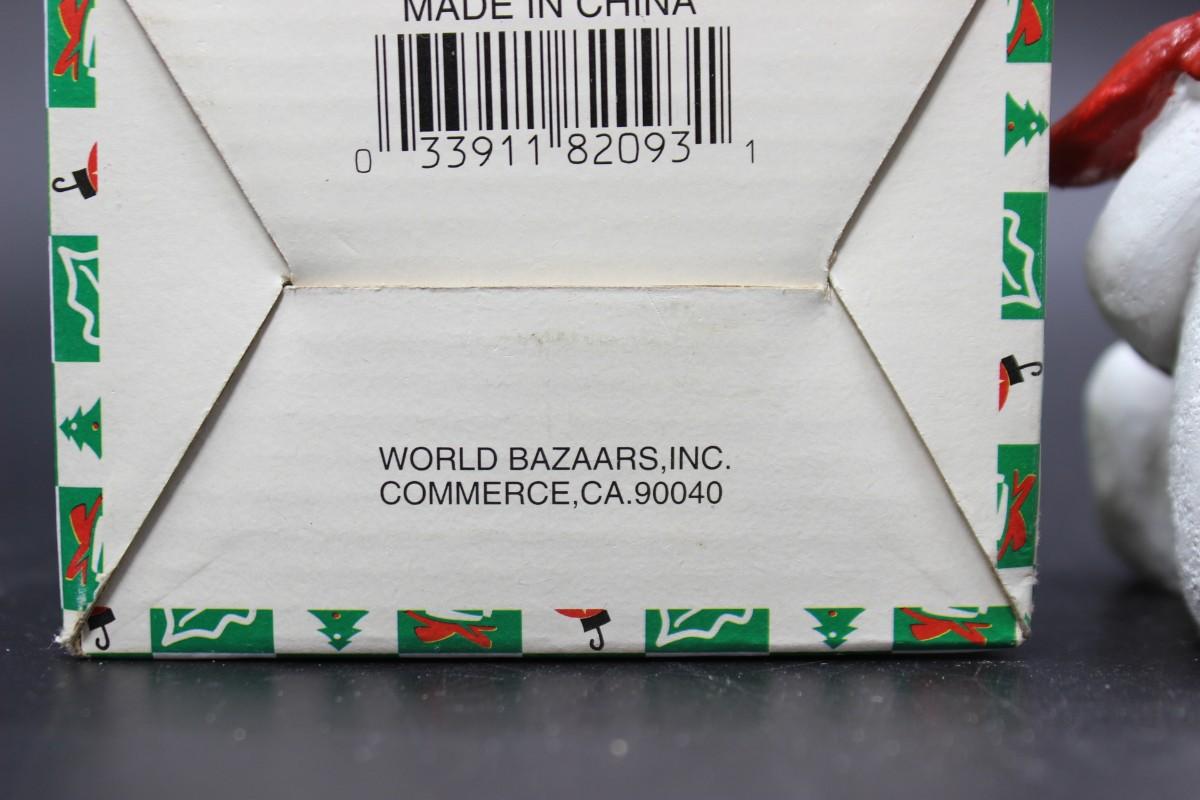 MADE IN CHINA
0 33911 82093 1
WORLD BAZAARS,INC.
COMMERCE,CA.90040